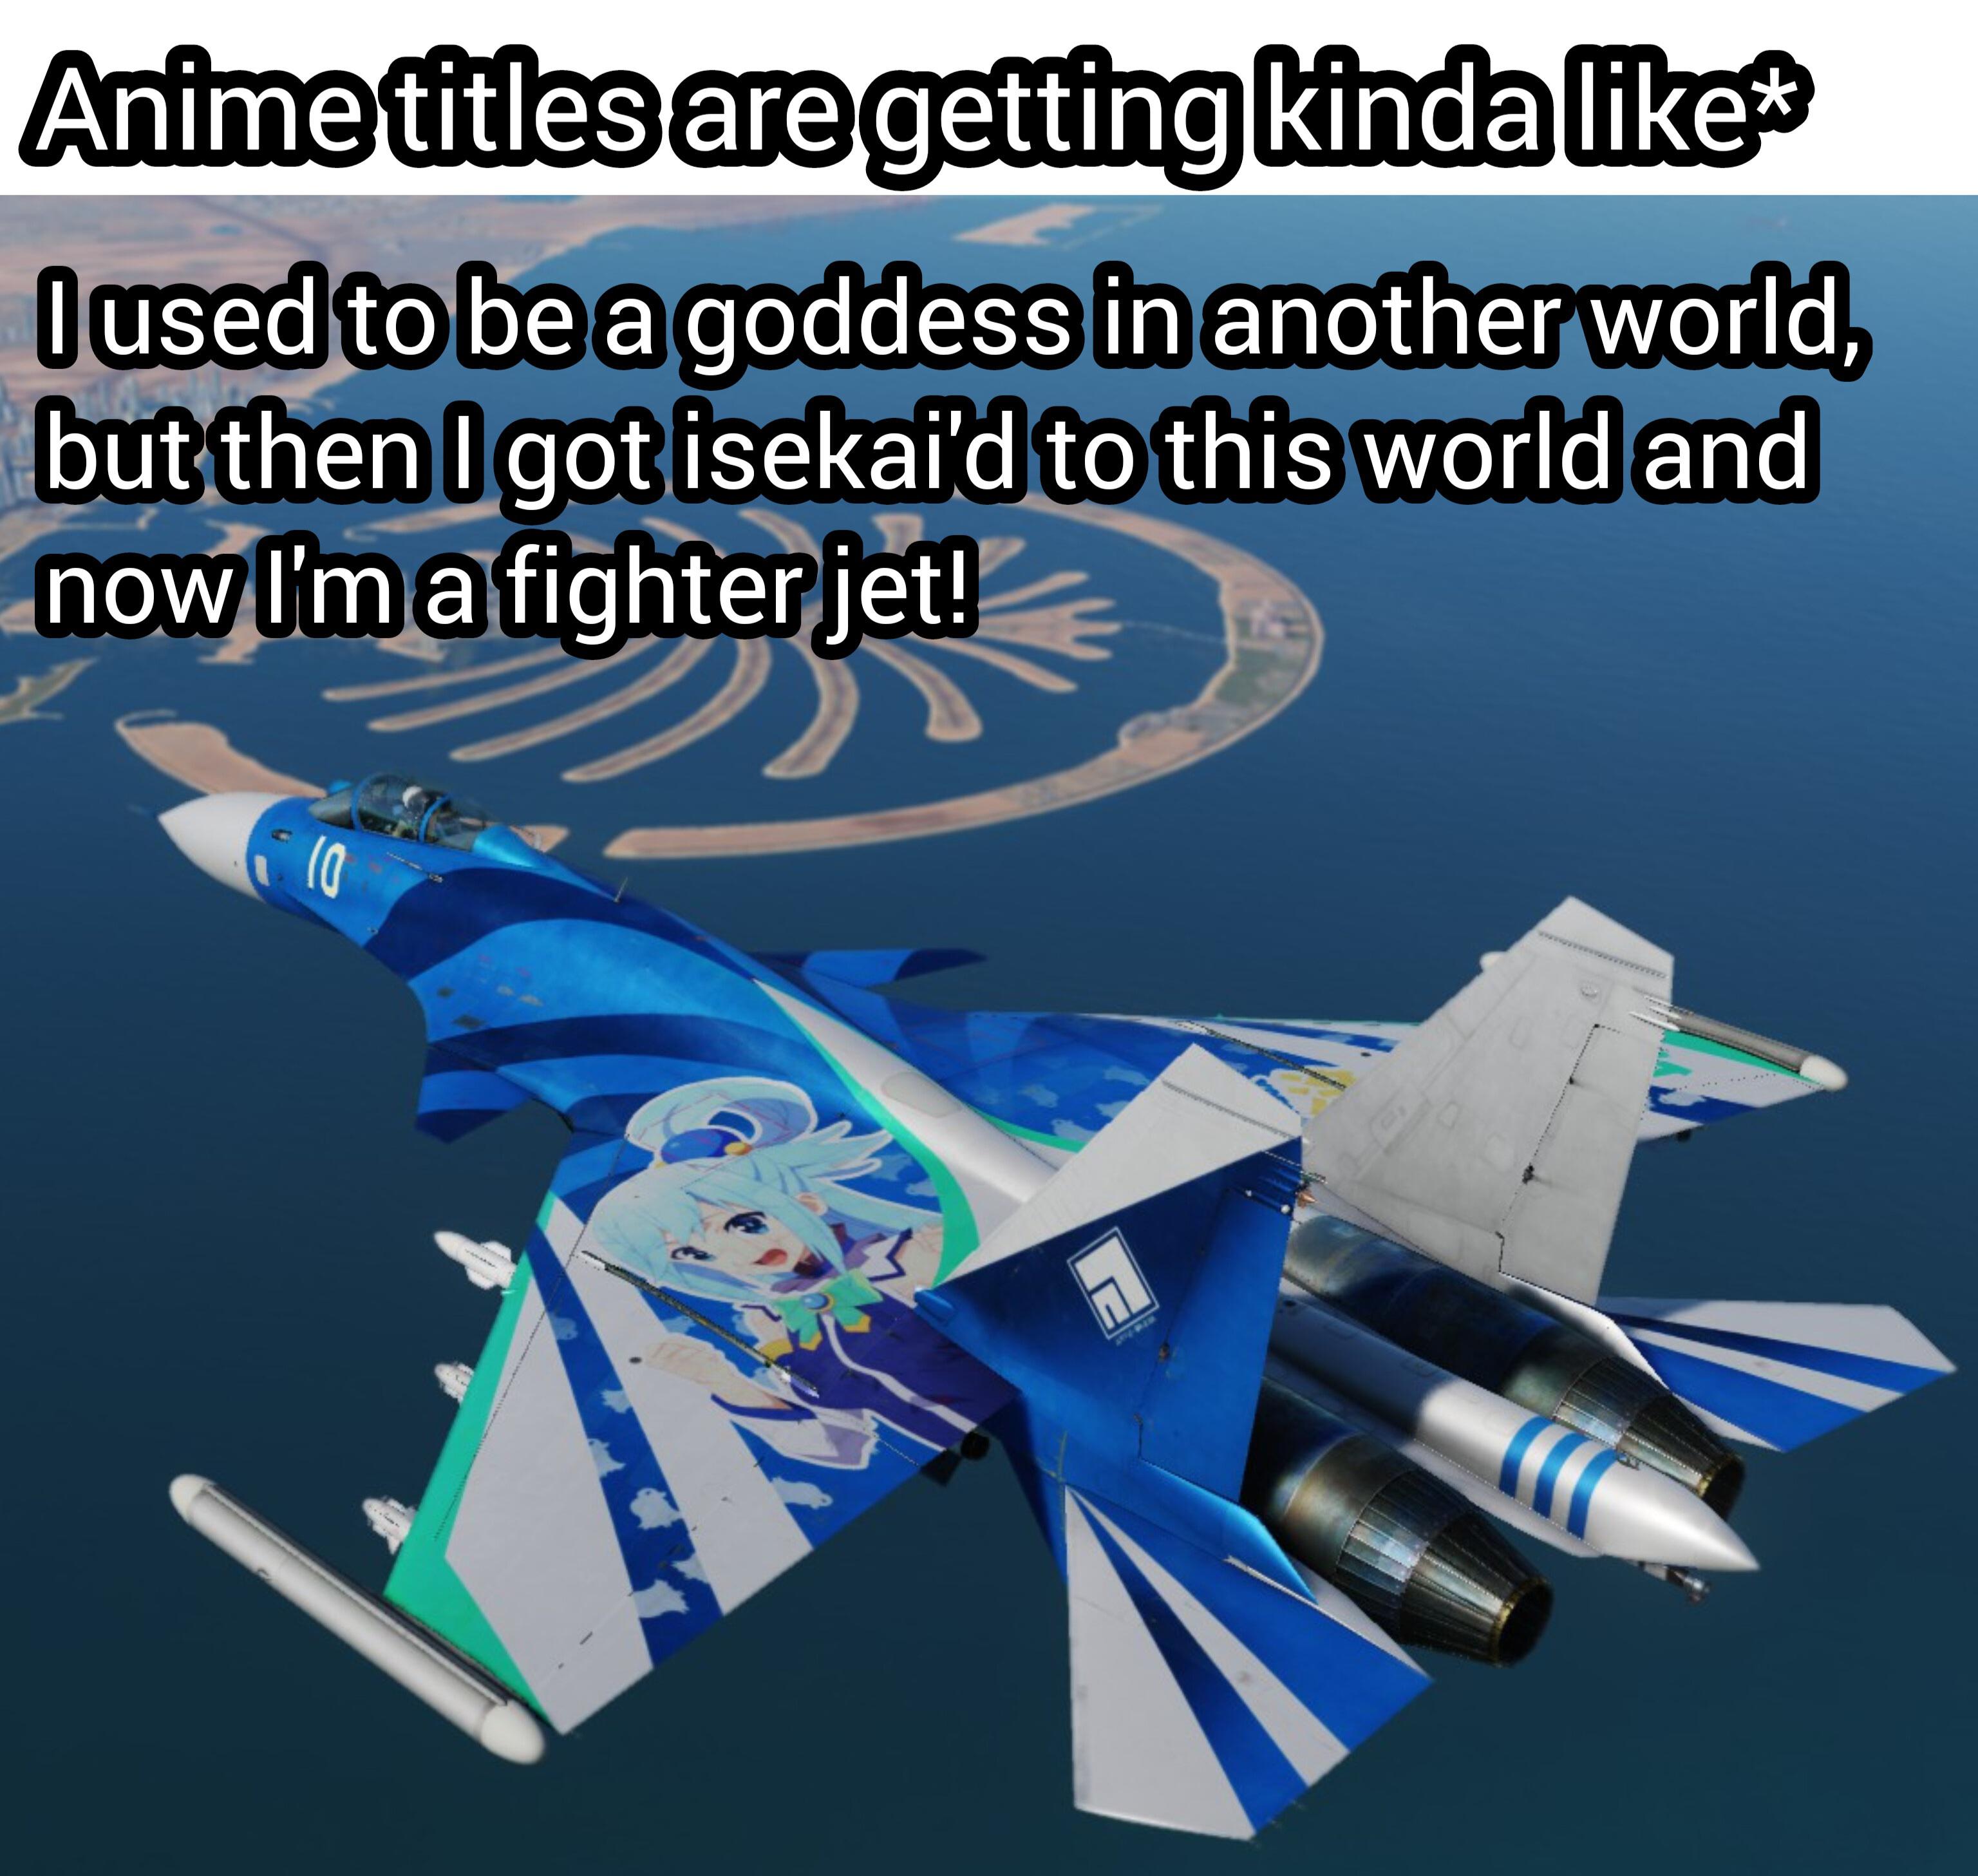 Anime titles are getting kinda like*
I used to be a goddess in another world,
but then I got isekai'd to this world and
now I'm a fighter jet!
10